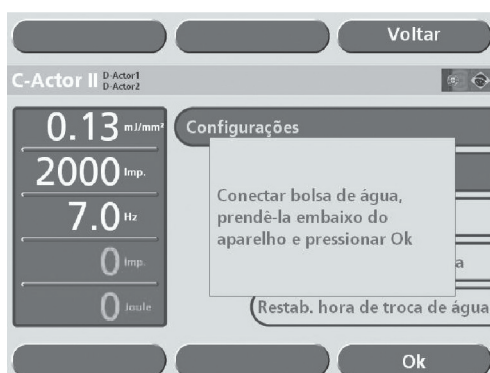 Voltar
C-Actor II D-Actor1
D-Actor2
0.13 mJ/mm²
Configurações
2000 Imp.
7.0 Hz
Conectar bolsa de água,
prendê-la embaixo do
aparelho e pressionar Ok
0 Imp.
a
0 Joule
Restab. hora de troca de água
Ok